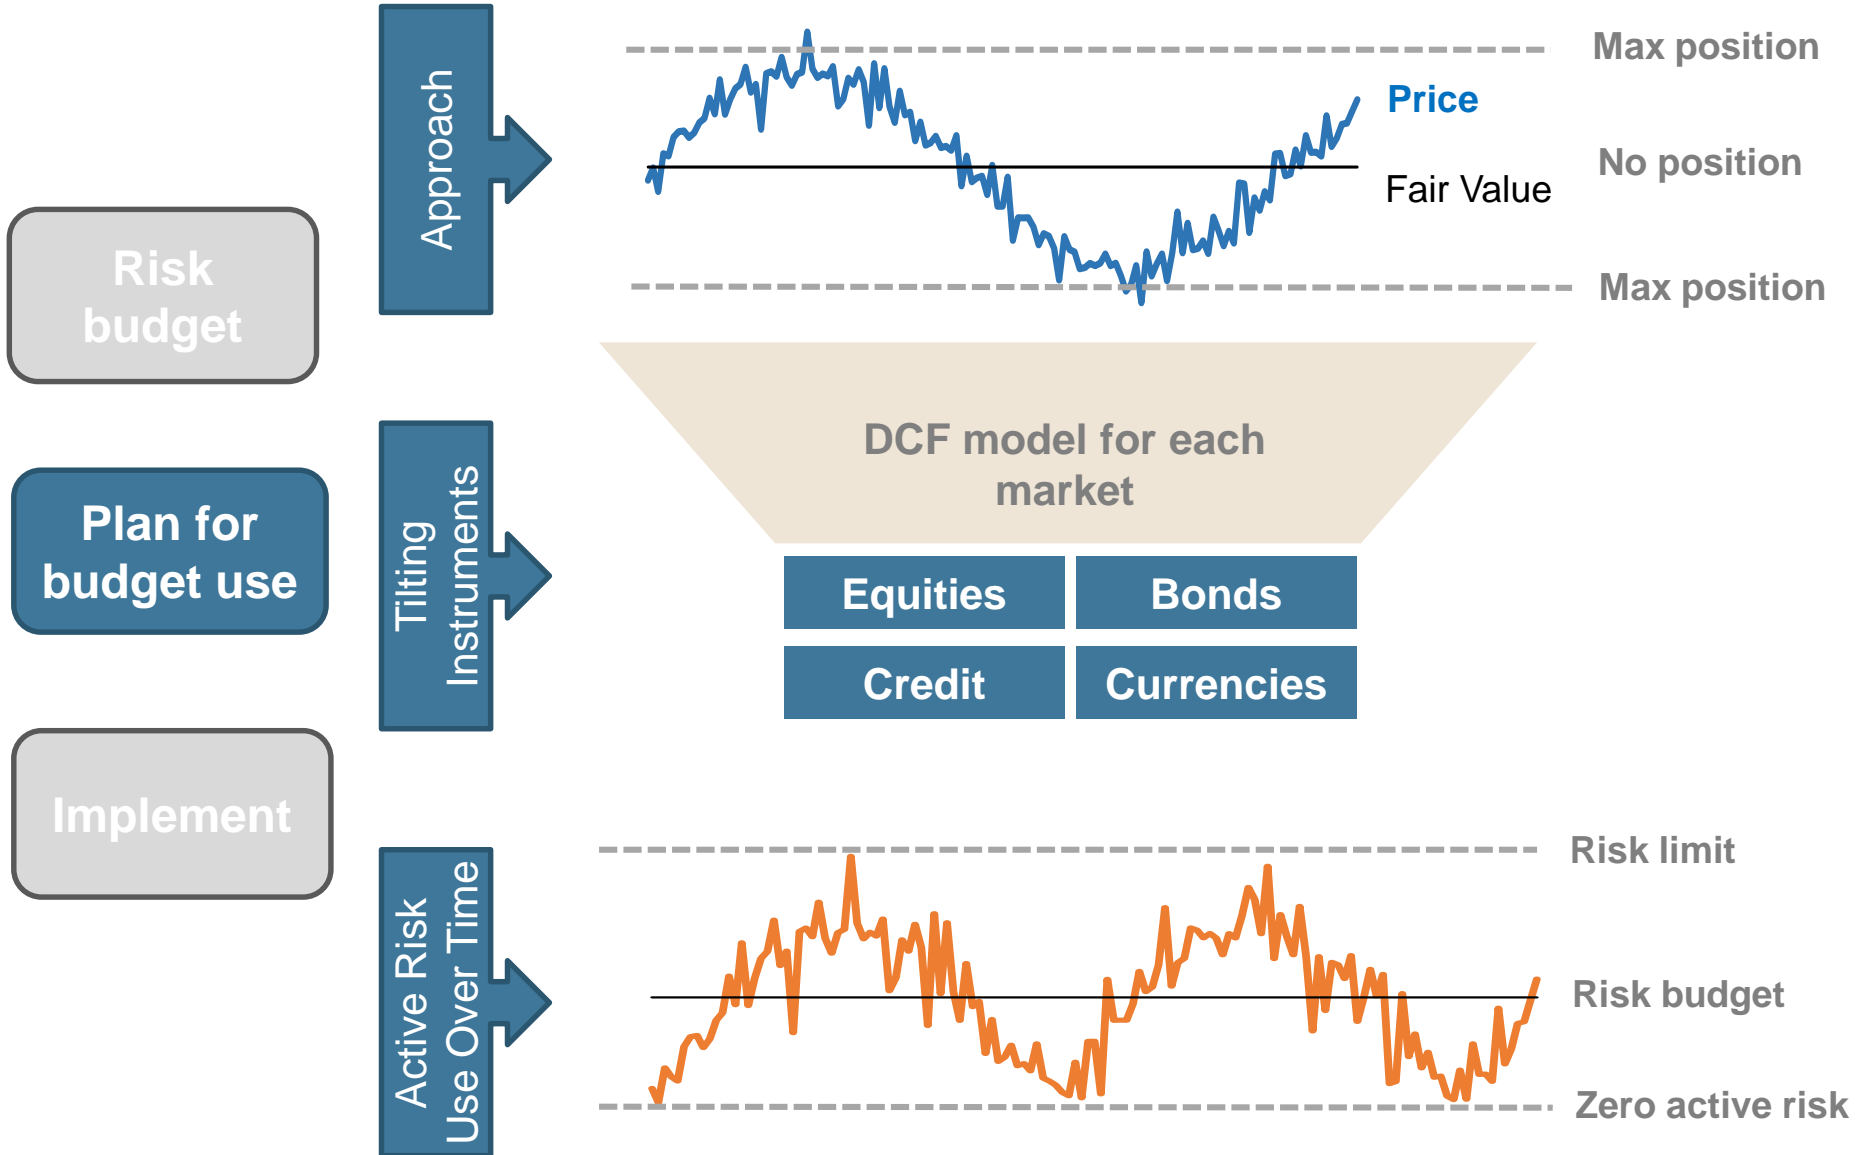 Risk
budget
Plan for
budget use
Implement
Approach
Max position
Price
No position
Fair Value
Max position
Tilting
Instruments
DCF model for each
market
Equities
Bonds
Credit
Currencies
Active Risk
Use Over Time
Risk limit
Risk budget
Zero active risk